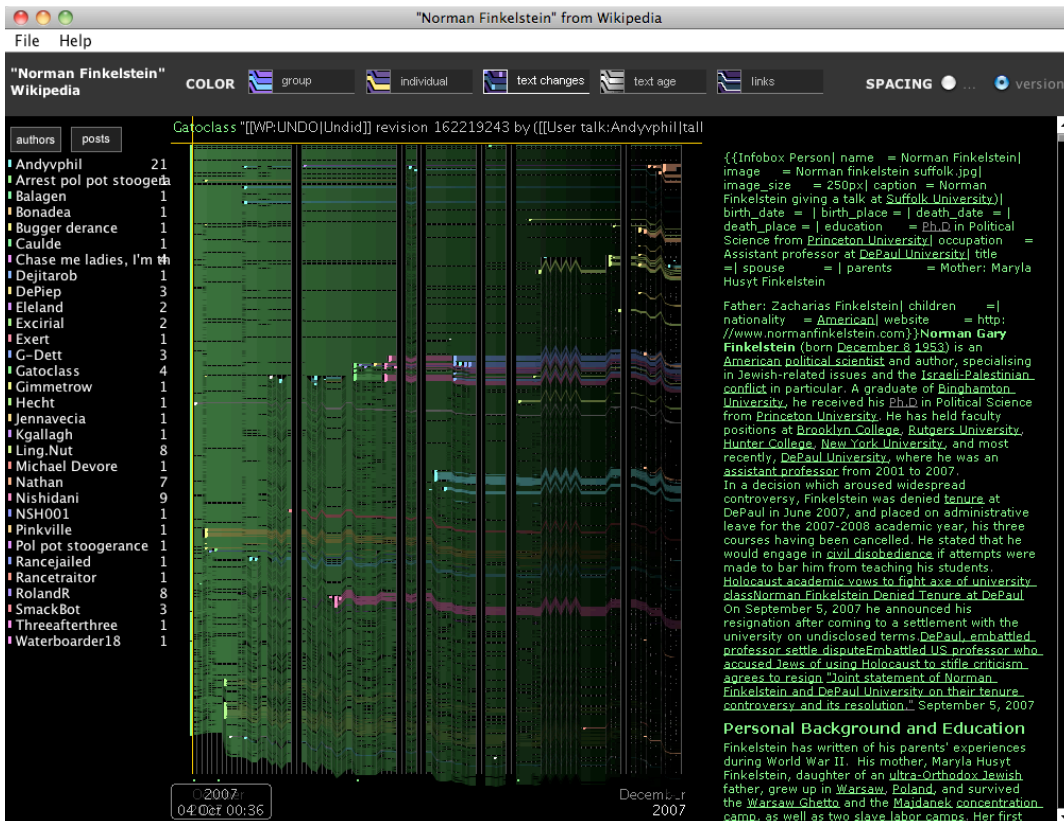 "Norman Finkelstein" from Wikipedia
File Help
"Norman Finkelstein"
Wikipedia
COLOR group individual text changes text age links SPACING ... version
authors posts
Gatoclass "[[WP:UNDO|Undid]] revision 162219243 by ([[User talk:Andyvphil|tall
Andyvphil 21
Arrest pol pot stoogera 1
Balagen 1
Bonadea 1
Bugger derance 1
Caulde 1
Chase me ladies, I'm th 4
Dejitarob 1
DePiep 3
Eleland 2
Excirial 2
Exert 1
G-Dett 3
Gatoclass 4
Gimmetrow 1
Hecht 1
Jennavecia 1
Kgallagh 1
Ling.Nut 8
Michael Devore 1
Nathan 7
Nishidani 9
NSH001 1
Pinkville 1
Pol pot stoogerance 1
Rancejailed 1
Rancetraitor 1
RolandR 8
SmackBot 3
Threeafterthree 1
Waterboarder18 1
2007
04 Oct 00:36
December
2007
{{Infobox Person| name = Norman Finkelstein|
image = Norman finkelstein suffolk.jpg|
image_size = 250px| caption = Norman
Finkelstein giving a talk at Suffolk University)|
birth_date = | birth_place = | death_date = |
death_place = | education = Ph.D in Political
Science from Princeton University| occupation =
Assistant professor at DePaul University| title
=| spouse = | parents = Mother: Maryla
Husyt Finkelstein
Father: Zacharias Finkelstein| children =|
nationality = American| website = http:
//www.normanfinkelstein.com}}Norman Gary
Finkelstein (born December 8 1953) is an
American political scientist and author, specialising
in Jewish-related issues and the Israeli-Palestinian
conflict in particular. A graduate of Binghamton
University, he received his Ph.D in Political Science
from Princeton University. He has held faculty
positions at Brooklyn College, Rutgers University,
Hunter College, New York University, and most
recently, DePaul University, where he was an
assistant professor from 2001 to 2007.
In a decision which aroused widespread
controversy, Finkelstein was denied tenure at
DePaul in June 2007, and placed on administrative
leave for the 2007-2008 academic year, his three
courses having been cancelled. He stated that he
would engage in civil disobedience if attempts were
made to bar him from teaching his students.
Holocaust academic vows to fight axe of university
classNorman Finkelstein Denied Tenure at DePaul
On September 5, 2007 he announced his
resignation after coming to a settlement with the
university on undisclosed terms.DePaul, embattled
professor settle disputeEmbattled US professor who
accused Jews of using Holocaust to stifle criticism
agrees to resign "Joint statement of Norman
Finkelstein and DePaul University on their tenure
controversy and its resolution." September 5, 2007
Personal Background and Education
Finkelstein has written of his parents' experiences
during World War II. His mother, Maryla Husyt
Finkelstein, daughter of an ultra-Orthodox Jewish
father, grew up in Warsaw, Poland, and survived
the Warsaw Ghetto and the Majdanek concentration
camp, as well as two slave labor camps. Her first